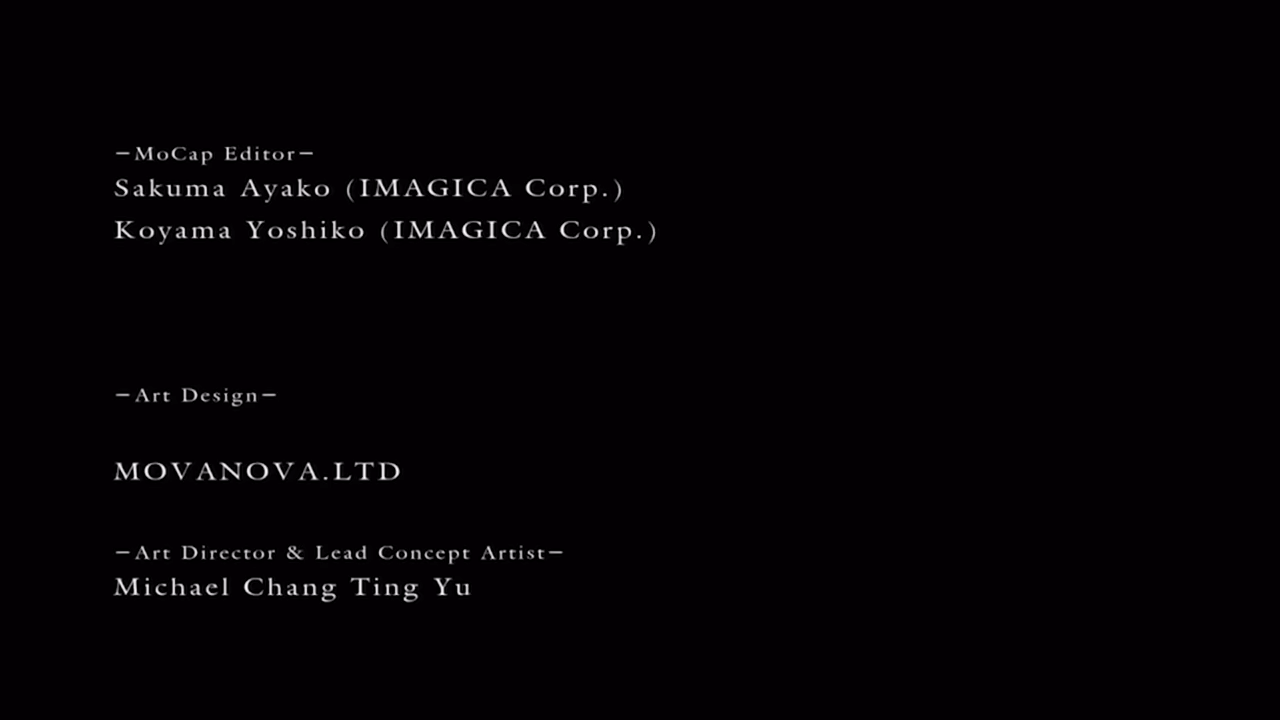 −MoCap Editor−
Sakuma Ayako (IMAGICA Corp.)
Koyama Yoshiko (IMAGICA Corp.)
−Art Design−
MOVANOVA.LTD
−Art Director & Lead Concept Artist−
Michael Chang Ting Yu